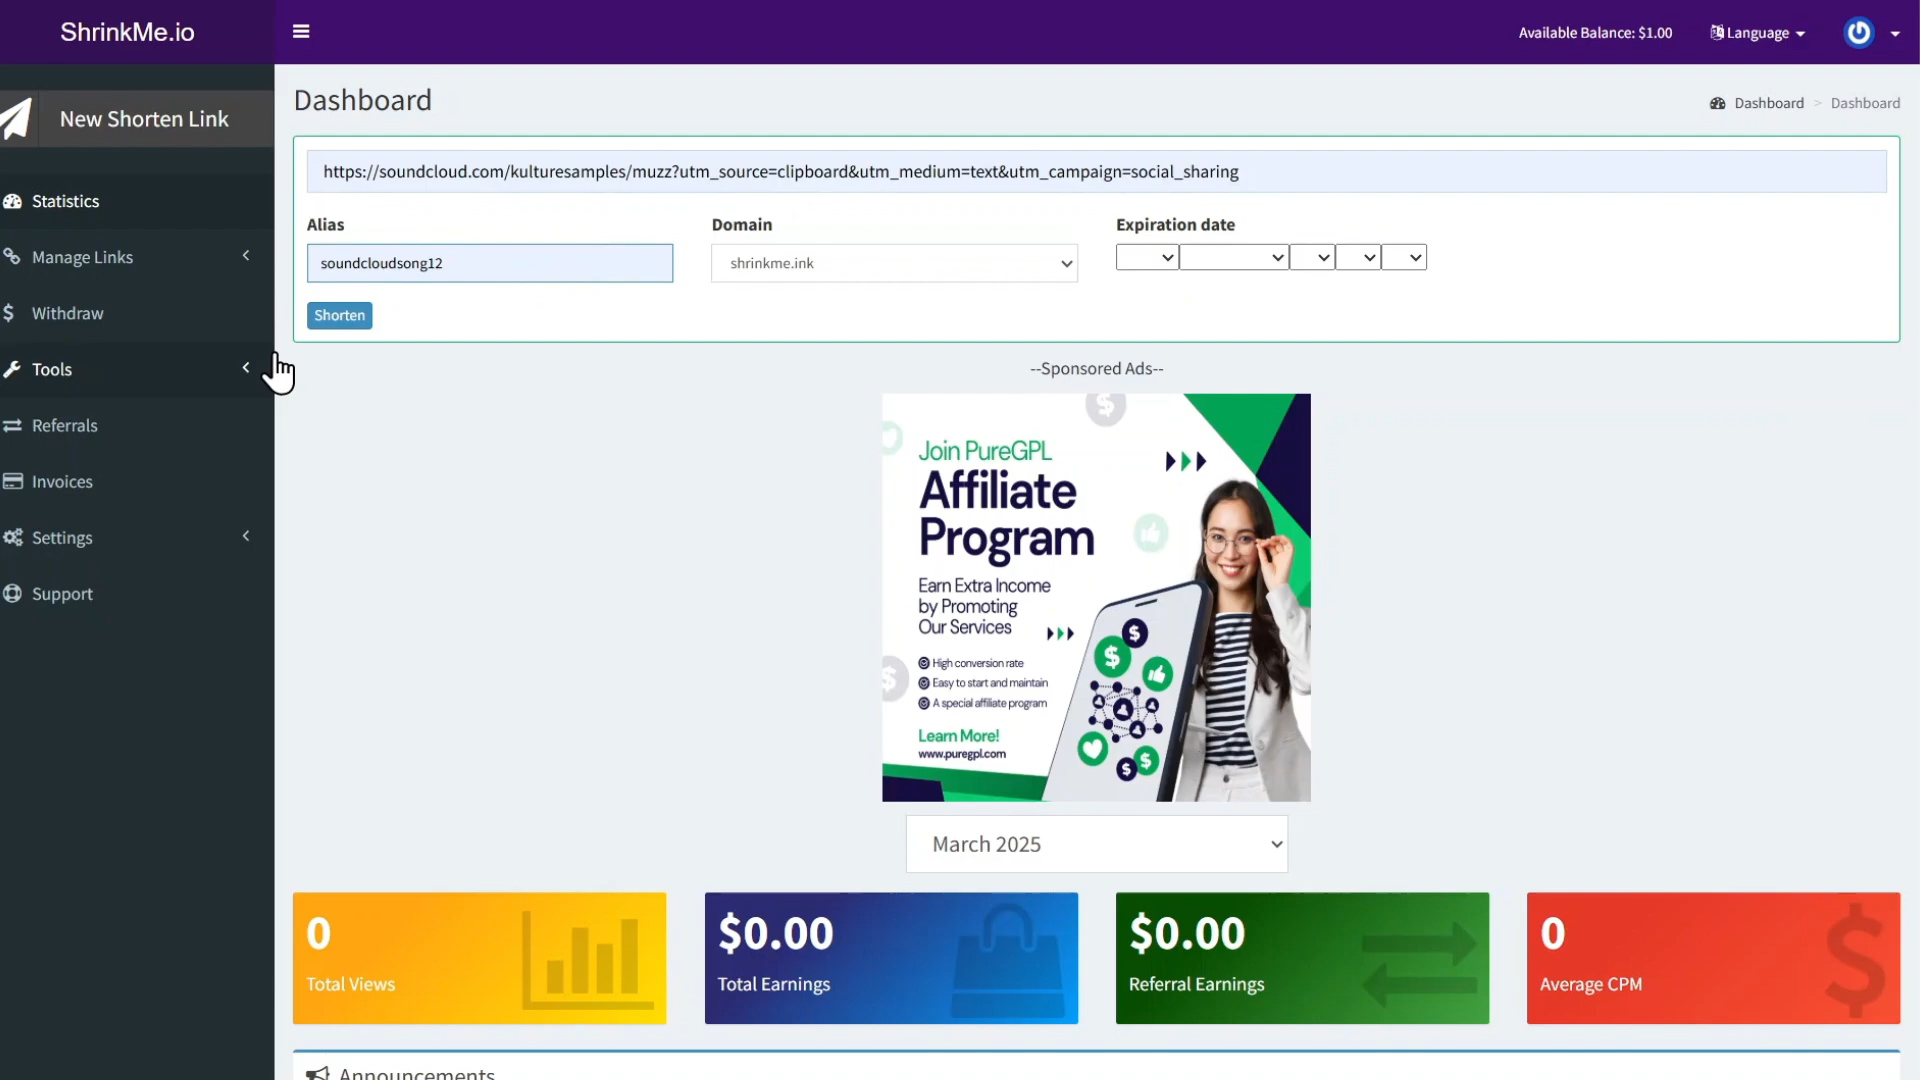 ShrinkMe.io
Available Balance: $1.00
Language
New Shorten Link
Statistics
Manage Links
Withdraw
Tools
Referrals
Invoices
Settings
Support
Dashboard
Dashboard > Dashboard
https://soundcloud.com/kulturesamples/muzz?utm_source=clipboard&utm_medium=text&utm_campaign=social_sharing
Alias
Domain
Expiration date
soundcloudsong12
shrinkme.ink
Shorten
--Sponsored Ads--
Join PureGPL
Affiliate
Program
Earn Extra Income
by Promoting
Our Services
High conversion rate
Easy to start and maintain
A special affiliate program
Learn More!
www.puregpl.com
March 2025
0
Total Views
$0.00
Total Earnings
$0.00
Referral Earnings
0
Average CPM
Announcements